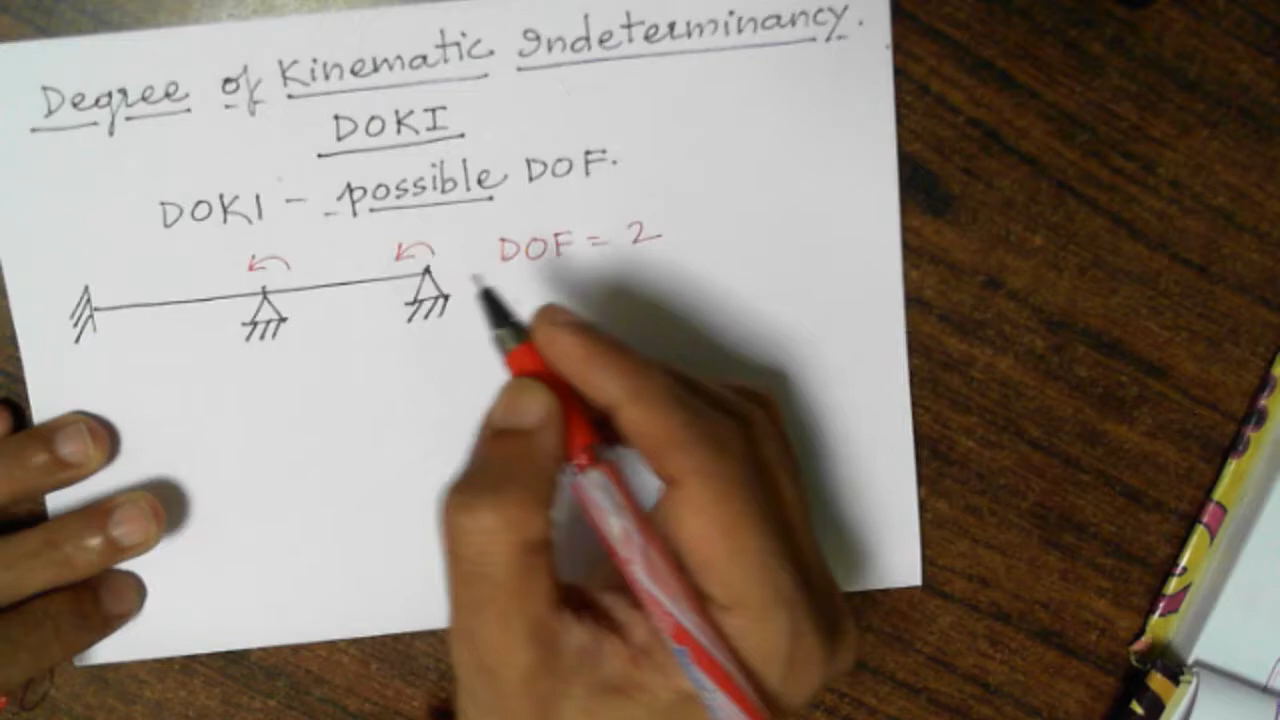 Degree of Kinematic Indeterminancy.
DOKI
DOKI - possible DOF.
DOF = 2